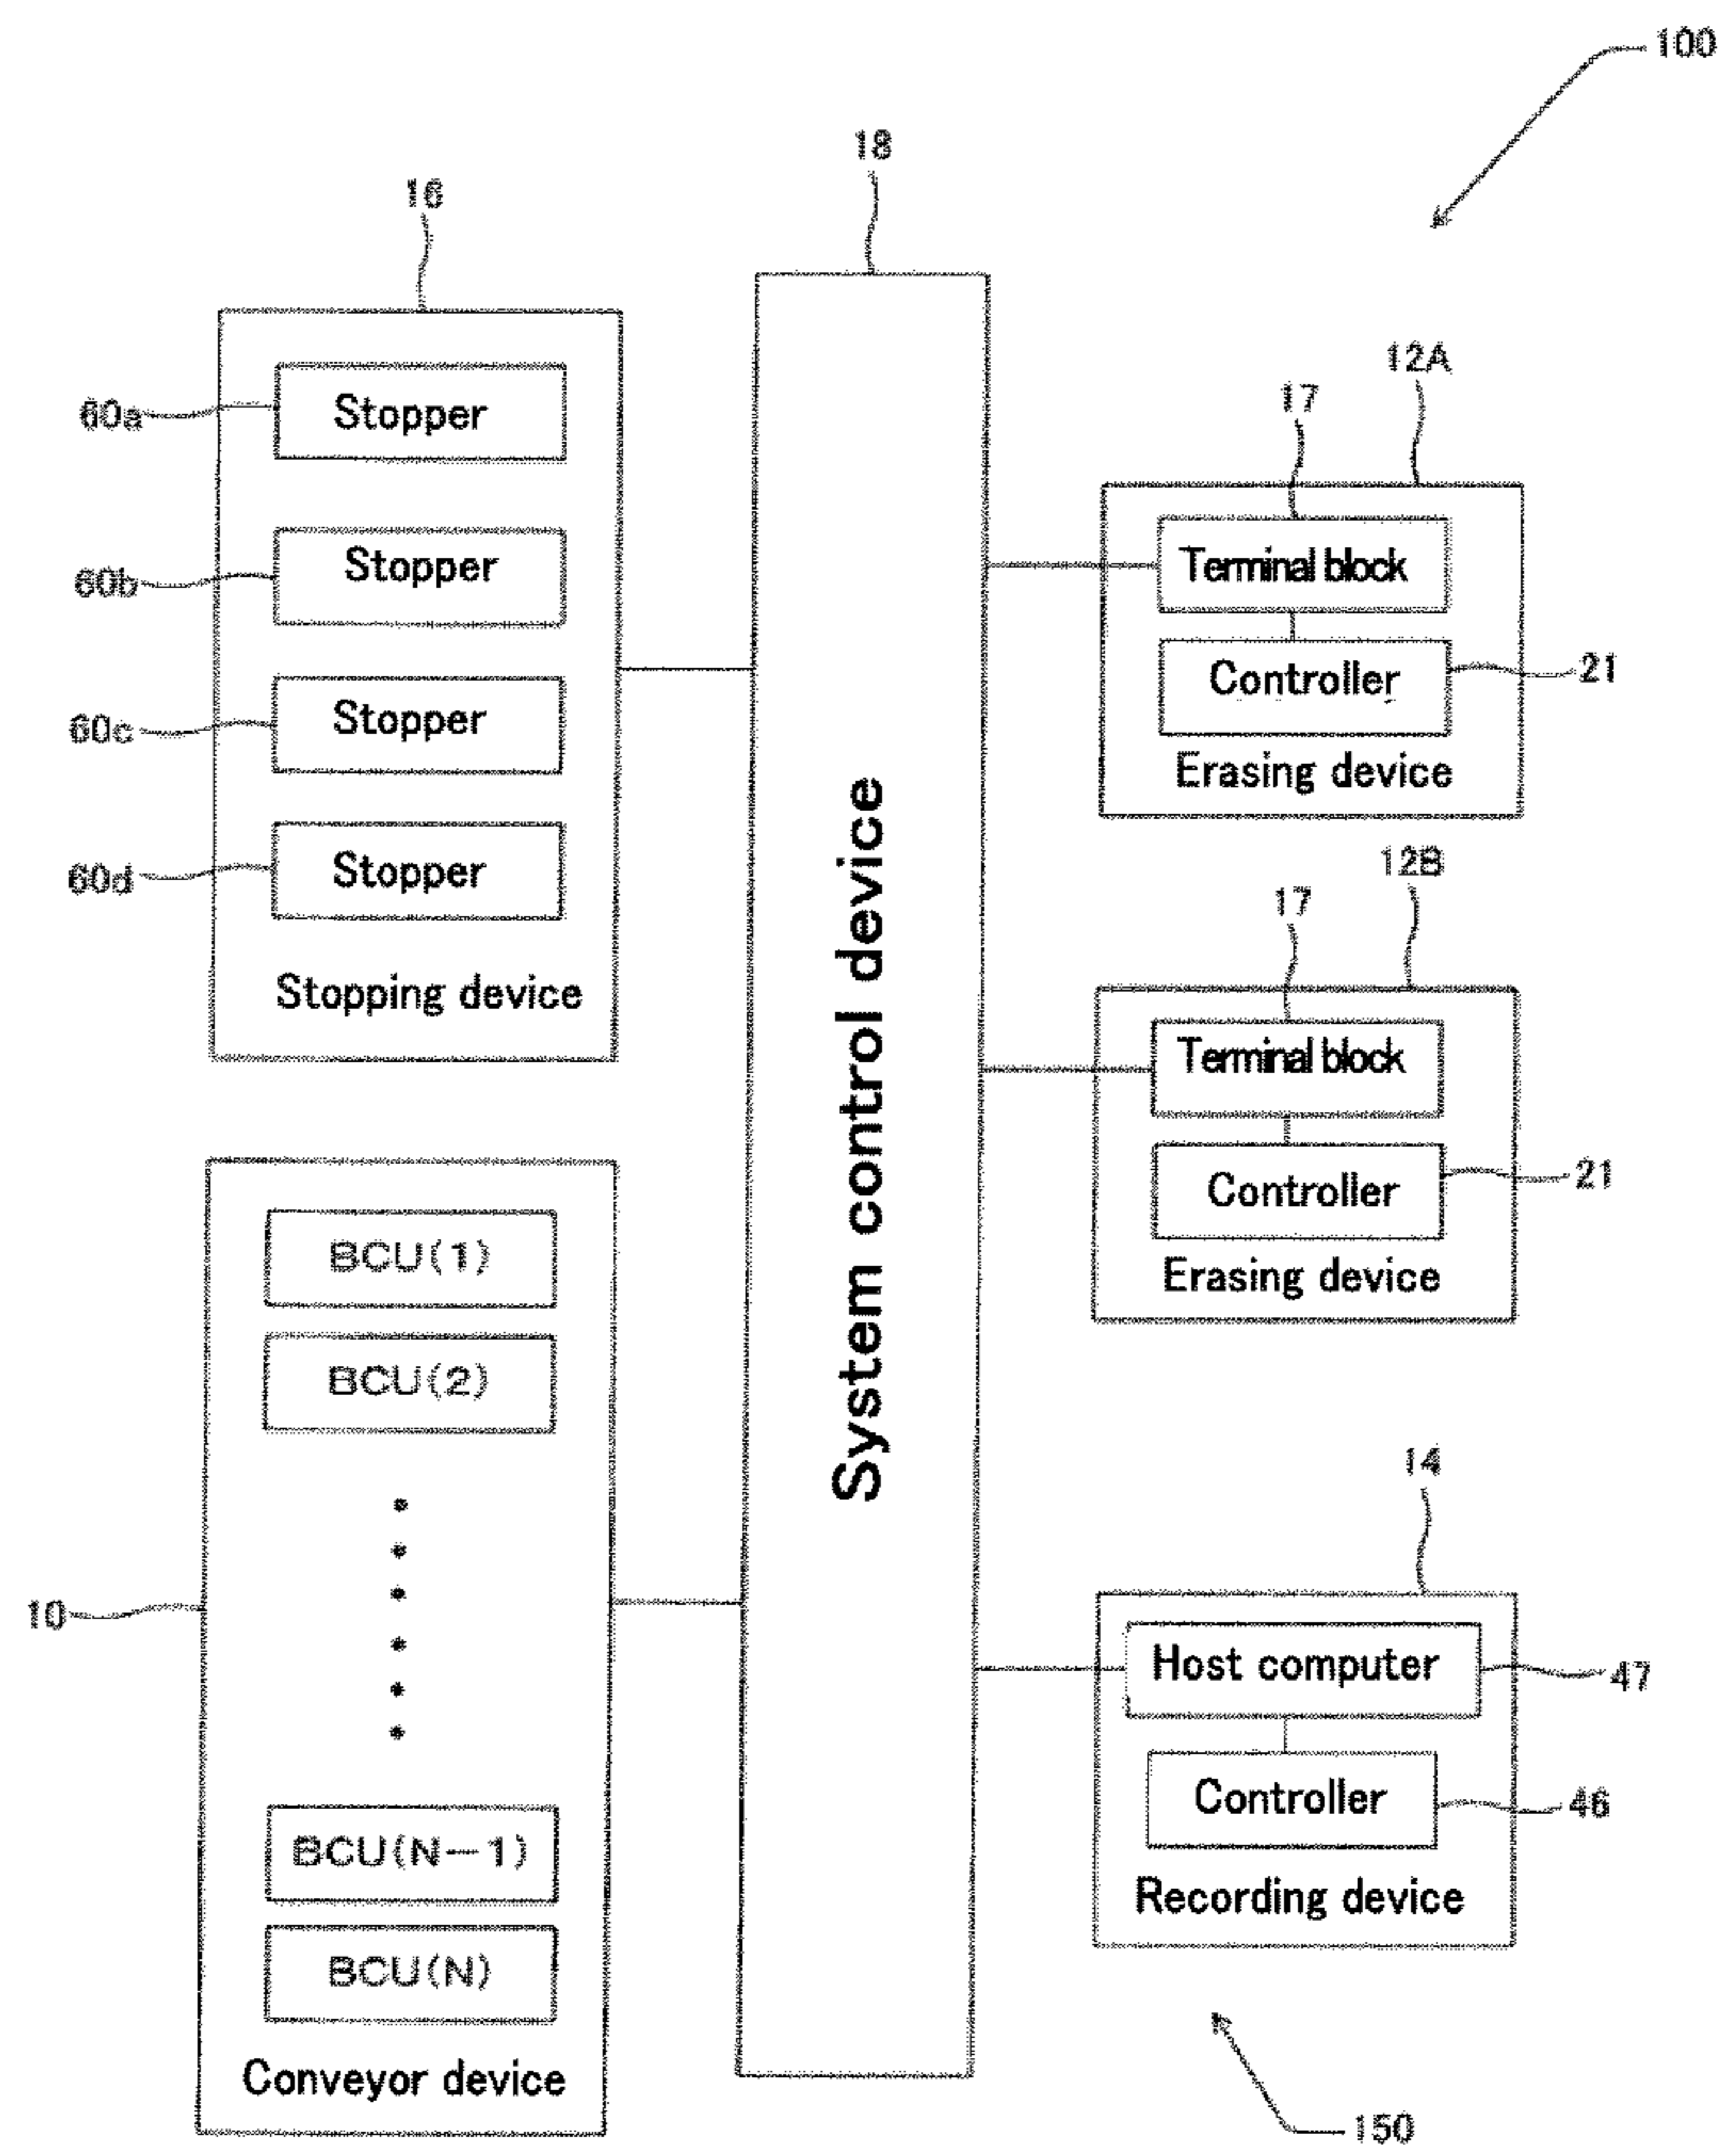 100
18
16
12A
17
60a
Stopper
Terminal block
60b
Stopper
Controller
21
60c
Stopper
Erasing device
60d
Stopper
12B
17
Stopping device
System control device
Terminal block
Controller
21
BCU(1)
Erasing device
BCU(2)
14
10
Host computer
47
Controller
46
BCU(N-1)
Recording device
BCU(N)
Conveyor device
150